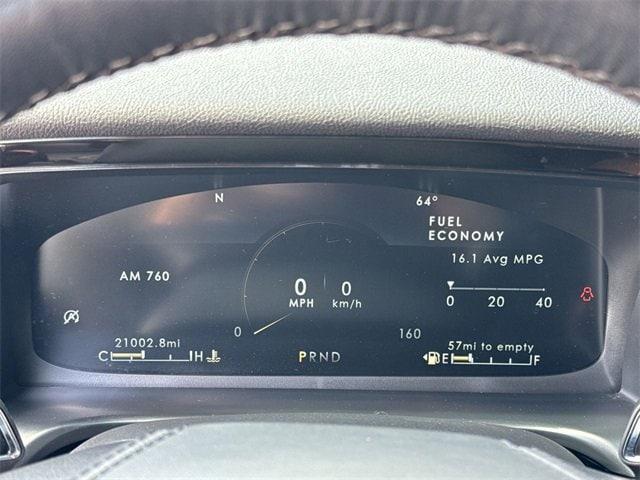 N
64°
FUEL
ECONOMY
16.1 Avg MPG
AM 760
0 MPH
0 km/h
0 20 40
0
160
21002.8mi
57mi to empty
C H
PRND
E F